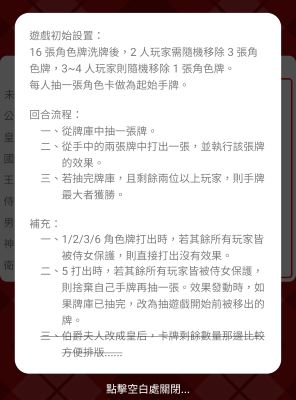 遊戲初始設置：
16 張角色牌洗牌後，2 人玩家需隨機移除 3 張角
色牌，3~4 人玩家則隨機移除 1 張角色牌。
每人抽一張角色卡做為起始手牌。
回合流程：
一、從牌庫中抽一張牌。
二、從手中的兩張牌中打出一張，並執行該張牌
的效果。
三、若抽完牌庫，且剩餘兩位以上玩家，則手牌
最大者獲勝。
補充：
一、1/2/3/6 角色牌打出時，若其餘所有玩家皆
被侍女保護，則直接打出沒有效果。
二、5 打出時，若其餘所有玩家皆被侍女保護，
則捨棄自己手牌再抽一張。效果發動時，如
果牌庫已抽完，改為抽遊戲開始前被移出的
牌。
三、伯爵夫人改成皇后，卡牌剩餘數量那邊比較
方便排版......
未
公
皇
國
王
侍
男
神
衛
點擊空白處關閉...